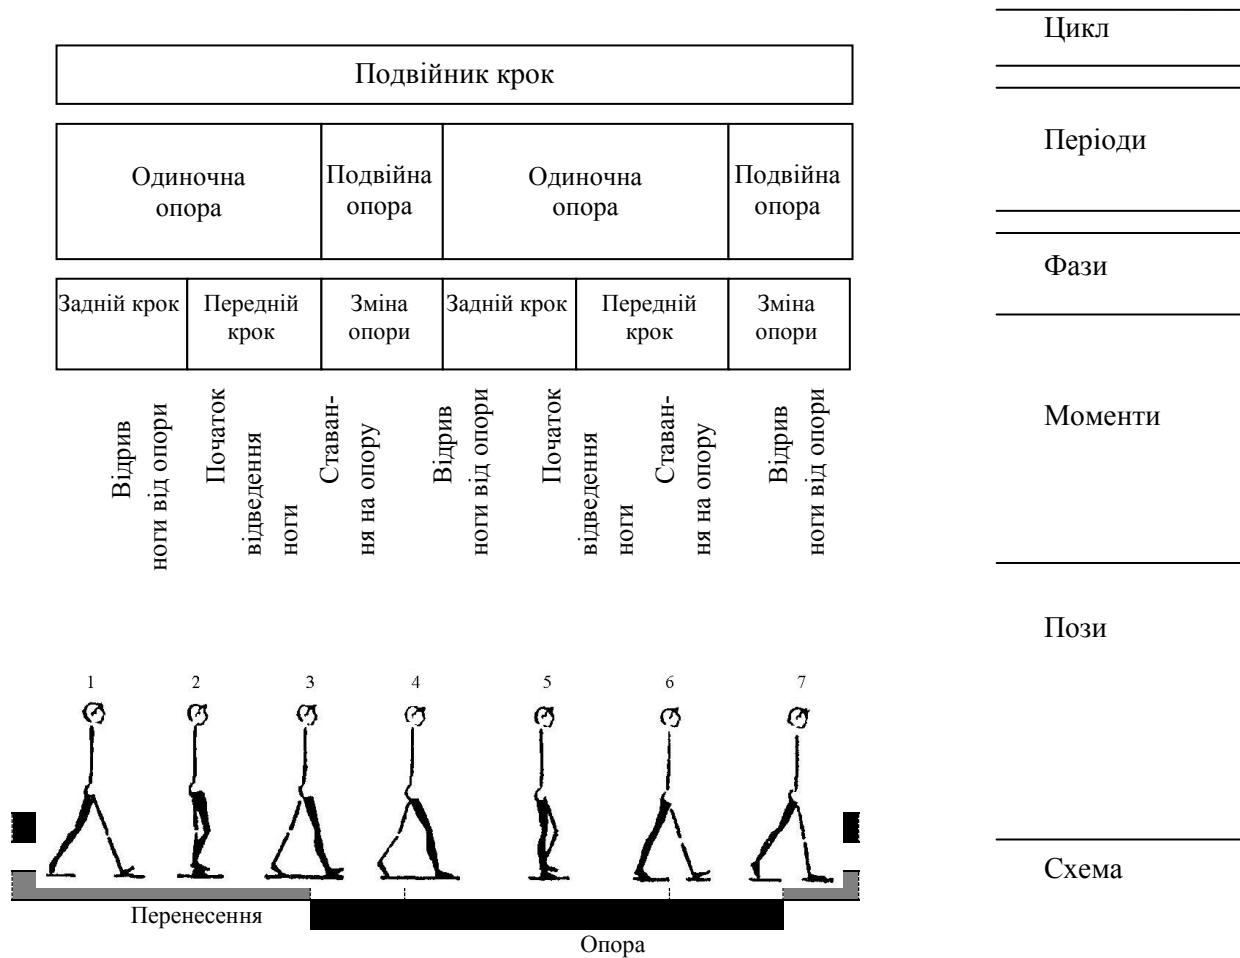 Цикл
Подвійник крок
Періоди
Одиночна
опора
Подвійна
опора
Одиночна
опора
Подвійна
опора
Фази
Задній крок
Передній
крок
Зміна
опори
Задній крок
Передній
крок
Зміна
опори
Моменти
Відрив
ноги від опори
Початок
відведення
ноги
Ставан-
ня на опору
Відрив
ноги від опори
Початок
відведення
ноги
Ставан-
ня на опору
Відрив
ноги від опори
Пози
1 2 3 4 5 6 7
Схема
Перенесення
Опора